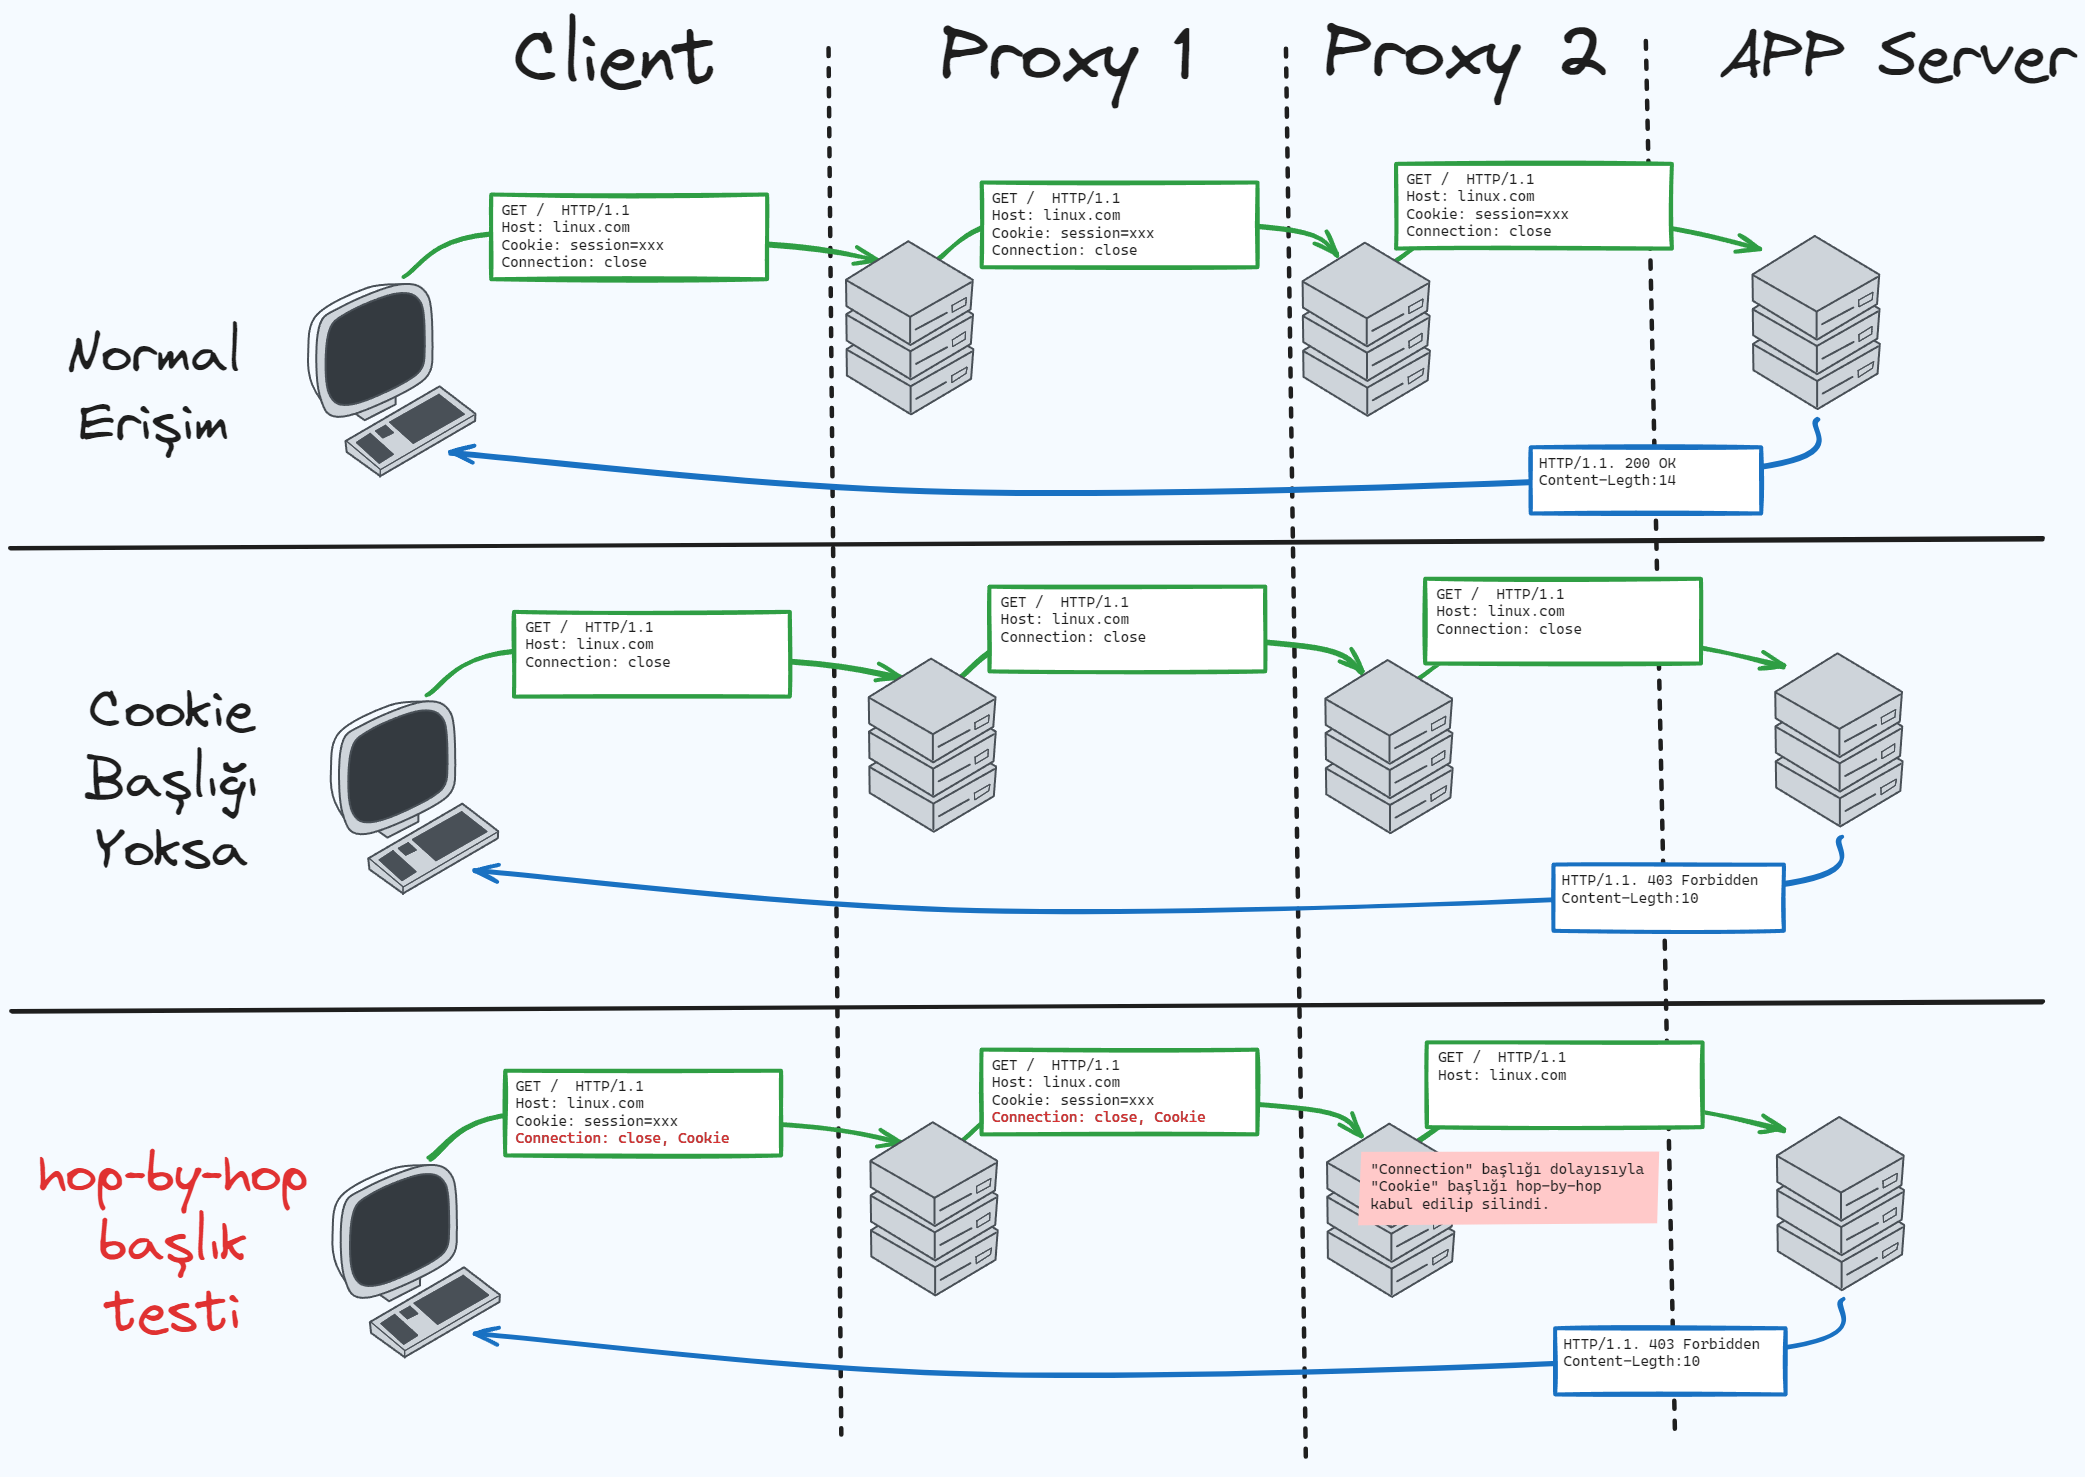 Client
Proxy 1
Proxy 2
APP Server
Normal
Erişim
GET /  HTTP/1.1
Host: linux.com
Cookie: session=xxx
Connection: close
GET /  HTTP/1.1
Host: linux.com
Cookie: session=xxx
Connection: close
GET /  HTTP/1.1
Host: linux.com
Cookie: session=xxx
Connection: close
HTTP/1.1. 200 OK
Content-Legth:14
Cookie
Başlığı
Yoksa
GET /  HTTP/1.1
Host: linux.com
Connection: close
GET /  HTTP/1.1
Host: linux.com
Connection: close
GET /  HTTP/1.1
Host: linux.com
Connection: close
HTTP/1.1. 403 Forbidden
Content-Legth:10
hop-by-hop
başlık
testi
GET /  HTTP/1.1
Host: linux.com
Cookie: session=xxx
Connection: close, Cookie
GET /  HTTP/1.1
Host: linux.com
Cookie: session=xxx
Connection: close, Cookie
GET /  HTTP/1.1
Host: linux.com
"Connection" başlığı dolayısıyla
"Cookie" başlığı hop-by-hop
kabul edilip silindi.
HTTP/1.1. 403 Forbidden
Content-Legth:10